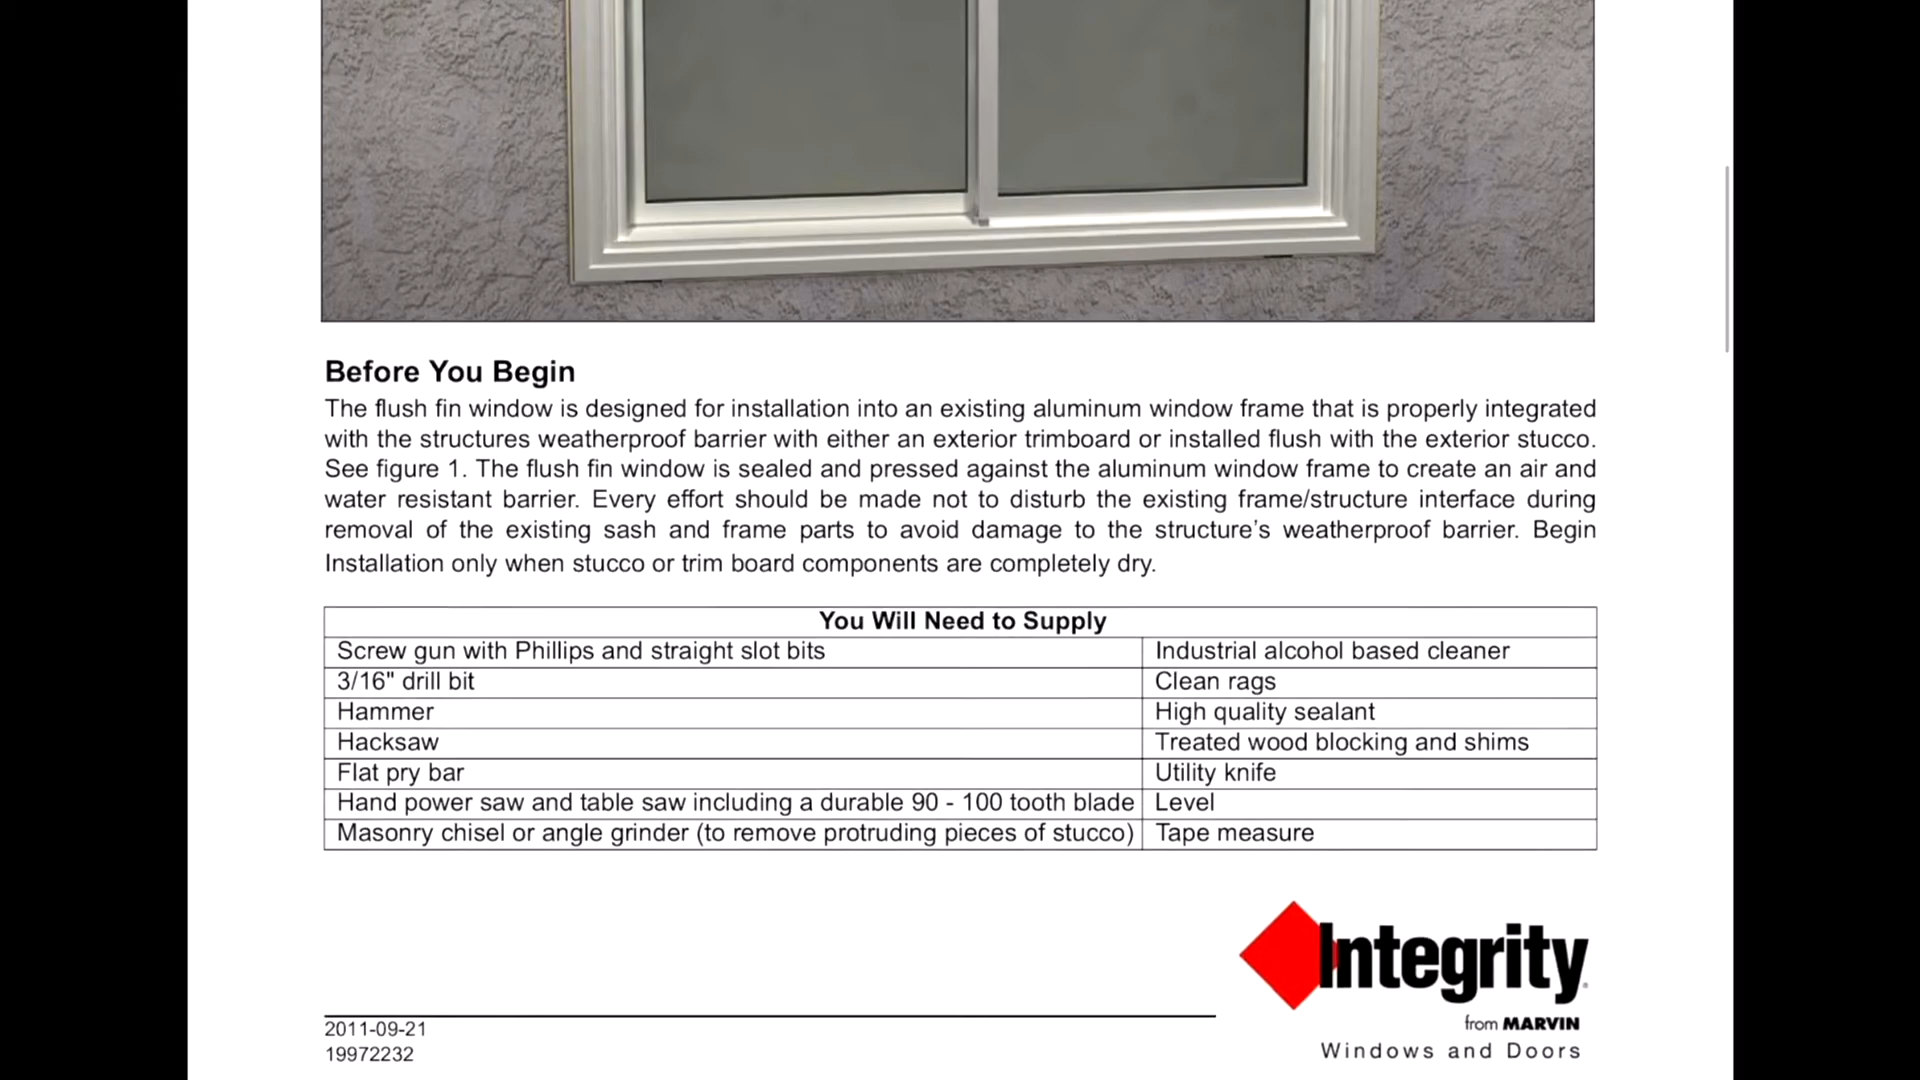 Before You Begin
The flush fin window is designed for installation into an existing aluminum window frame that is properly integrated
with the structures weatherproof barrier with either an exterior trimboard or installed flush with the exterior stucco.
See figure 1. The flush fin window is sealed and pressed against the aluminum window frame to create an air and
water resistant barrier. Every effort should be made not to disturb the existing frame/structure interface during
removal of the existing sash and frame parts to avoid damage to the structure’s weatherproof barrier. Begin
Installation only when stucco or trim board components are completely dry.
You Will Need to Supply
Screw gun with Phillips and straight slot bits Industrial alcohol based cleaner
3/16" drill bit Clean rags
Hammer High quality sealant
Hacksaw Treated wood blocking and shims
Flat pry bar Utility knife
Hand power saw and table saw including a durable 90 - 100 tooth blade Level
Masonry chisel or angle grinder (to remove protruding pieces of stucco) Tape measure
Integrity
from MARVIN
Windows and Doors
2011-09-21
19972232